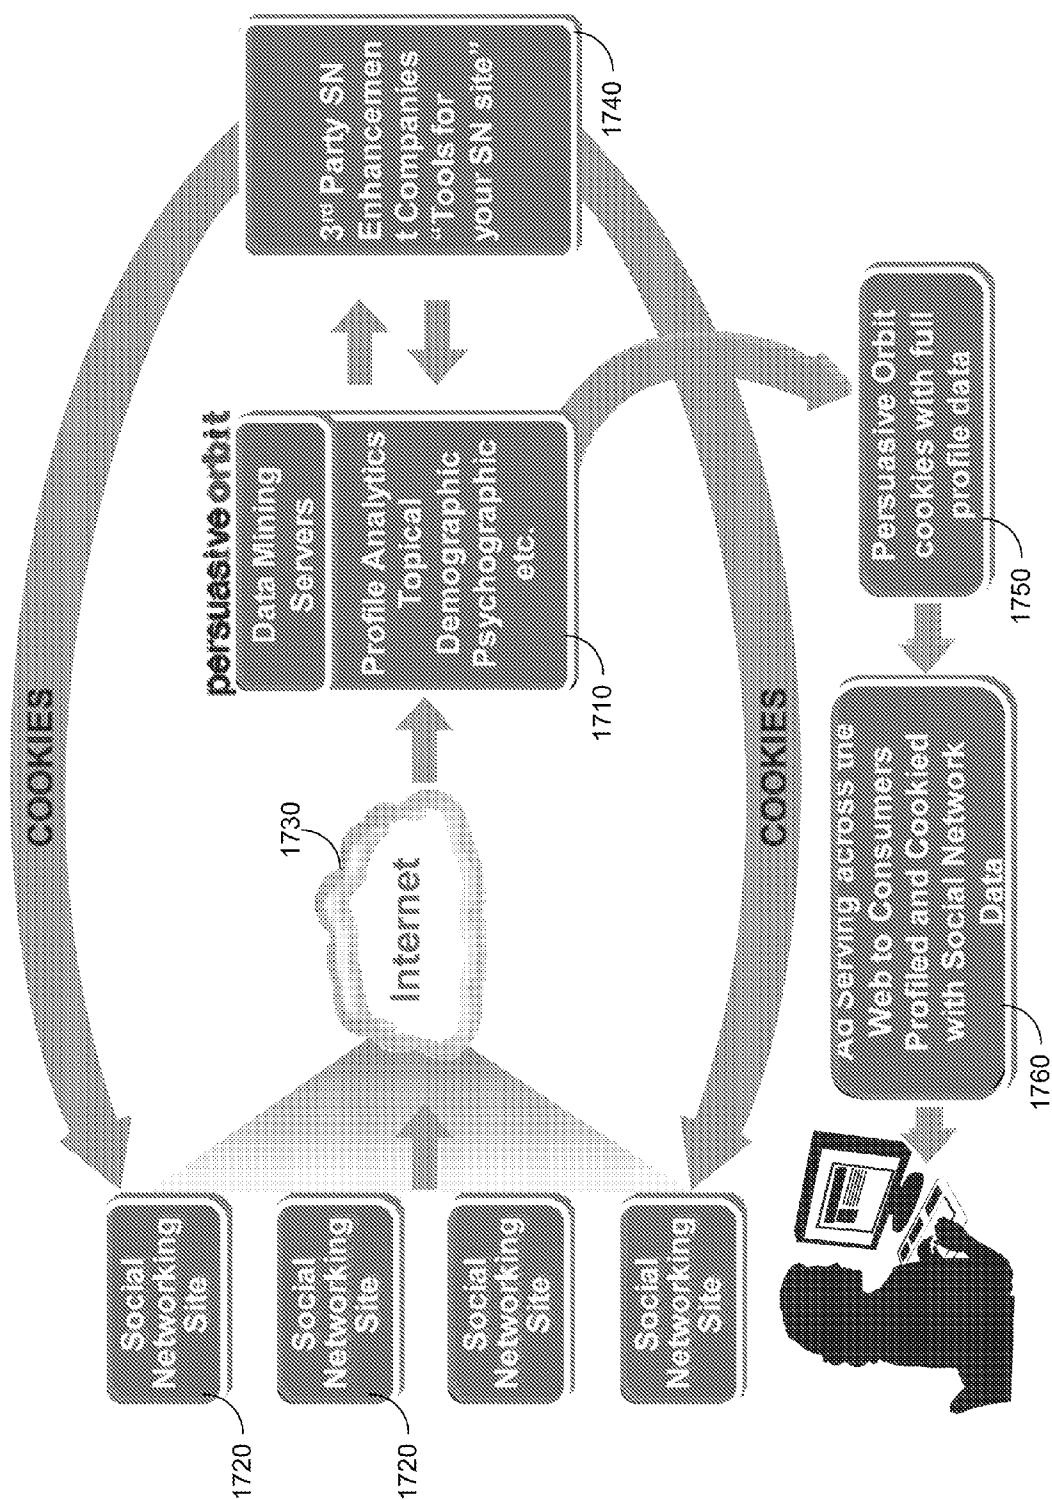 COOKIES
Social
Networking
Site
1720
Social
Networking
Site
1720
Social
Networking
Site
Social
Networking
Site
Internet
1730
persuasive orbit
Data Mining
Servers
Profile Analytics
Topical
Demographic
Psychographic
etc.
1710
3rd Party SN
Enhancemen
t Companies
“Tools for
your SN site”
1740
COOKIES
Persuasive Orbit
cookies with full
profile data
1750
Ad Serving across the
Web to Consumers
Profiled and Cookied
with Social Network
Data
1760